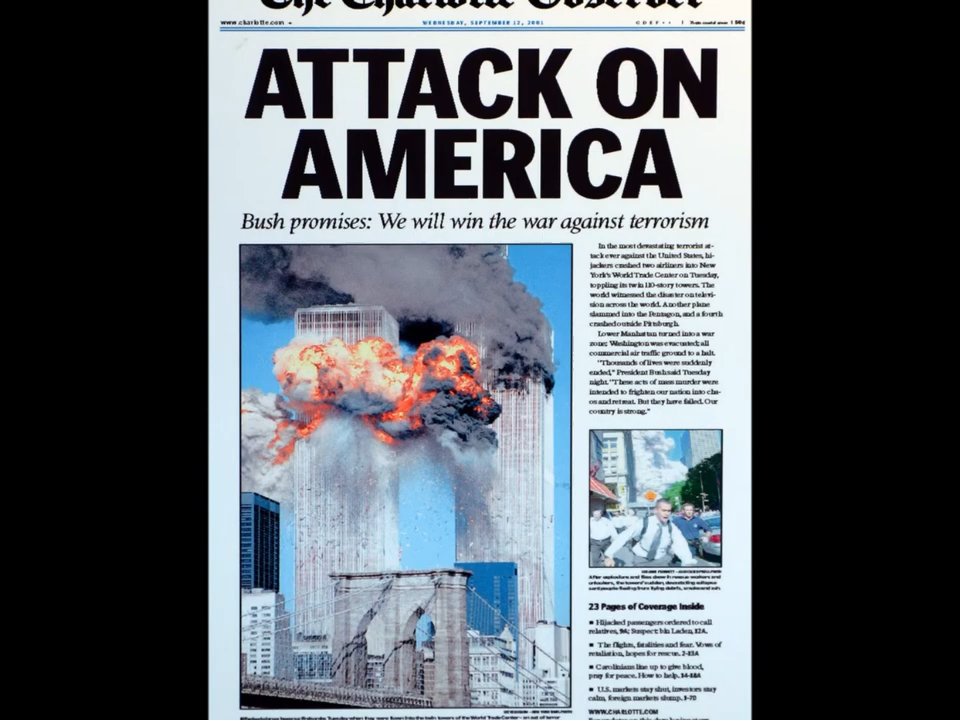 The Charlotte Observer
www.charlotte.com
WEDNESDAY, SEPTEMBER 12, 2001
ATTACK ON
AMERICA
Bush promises: We will win the war against terrorism
In the most devastating terrorist at-
tack ever against the United States, hi-
jackers crashed two airliners into New
York's World Trade Center on Tuesday,
toppling its twin 110-story towers. The
world witnessed the disaster on televi-
sion across the world. Another plane
slammed into the Pentagon, and a fourth
crashed outside Pittsburgh.
Lower Manhattan turned into a war
zone; Washington was evacuated; all
commercial air traffic ground to a halt.
"Thousands of lives were suddenly
ended," President Bush said Tuesday
night. "These acts of mass murder were
intended to frighten our nation into cha-
os and retreat. But they have failed. Our
country is strong."
23 Pages of Coverage Inside
■ Hijacked passengers ordered to call
relatives, 9A; Suspect: bin Laden, 12A.
■ The flights, fatalities and fear. Vows of
retaliation, hopes for rescue. 2-13A
■ Carolinians line up to give blood,
pray for peace. How to help. 14-18A
■ U.S. markets stay shut, investors stay
calm, foreign markets slump. 1-7D
WWW.CHARLOTTE.COM